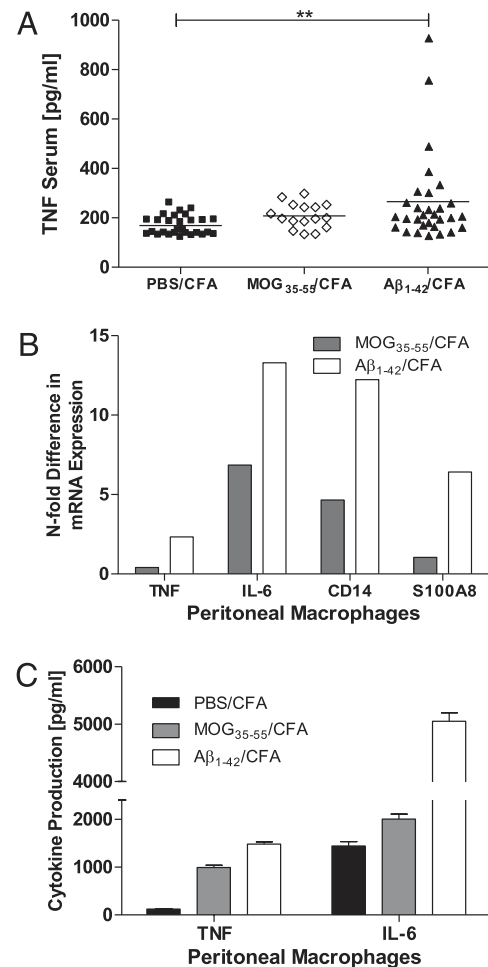 A
**
TNF Serum [pg/ml]
1000
800
600
400
200
0
PBS/CFA
MOG35-55/CFA
Aβ1-42/CFA
B
N-fold Difference in
mRNA Expression
15
10
5
0
MOG35-55/CFA
Aβ1-42/CFA
TNF
IL-6
CD14
S100A8
Peritoneal Macrophages
C
Cytokine Production [pg/ml]
6000
5000
4000
2000
1000
0
PBS/CFA
MOG35-55/CFA
Aβ1-42/CFA
TNF
IL-6
Peritoneal Macrophages